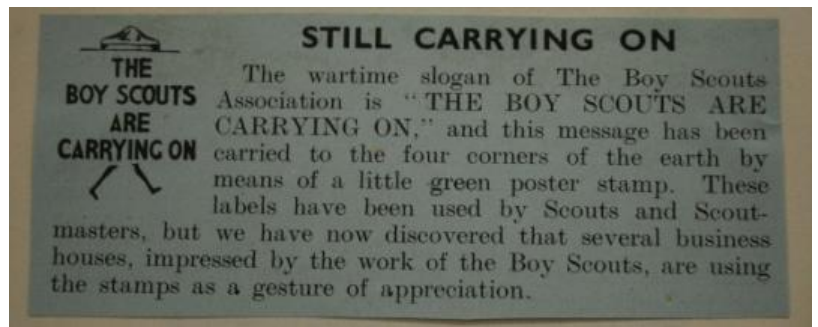 STILL CARRYING ON
THE
BOY SCOUTS
ARE
CARRYING ON
The wartime slogan of The Boy Scouts
Association is "THE BOY SCOUTS ARE
CARRYING ON," and this message has been
carried to the four corners of the earth by
means of a little green poster stamp. These
labels have been used by Scouts and Scout-
masters, but we have now discovered that several business
houses, impressed by the work of the Boy Scouts, are using
the stamps as a gesture of appreciation.